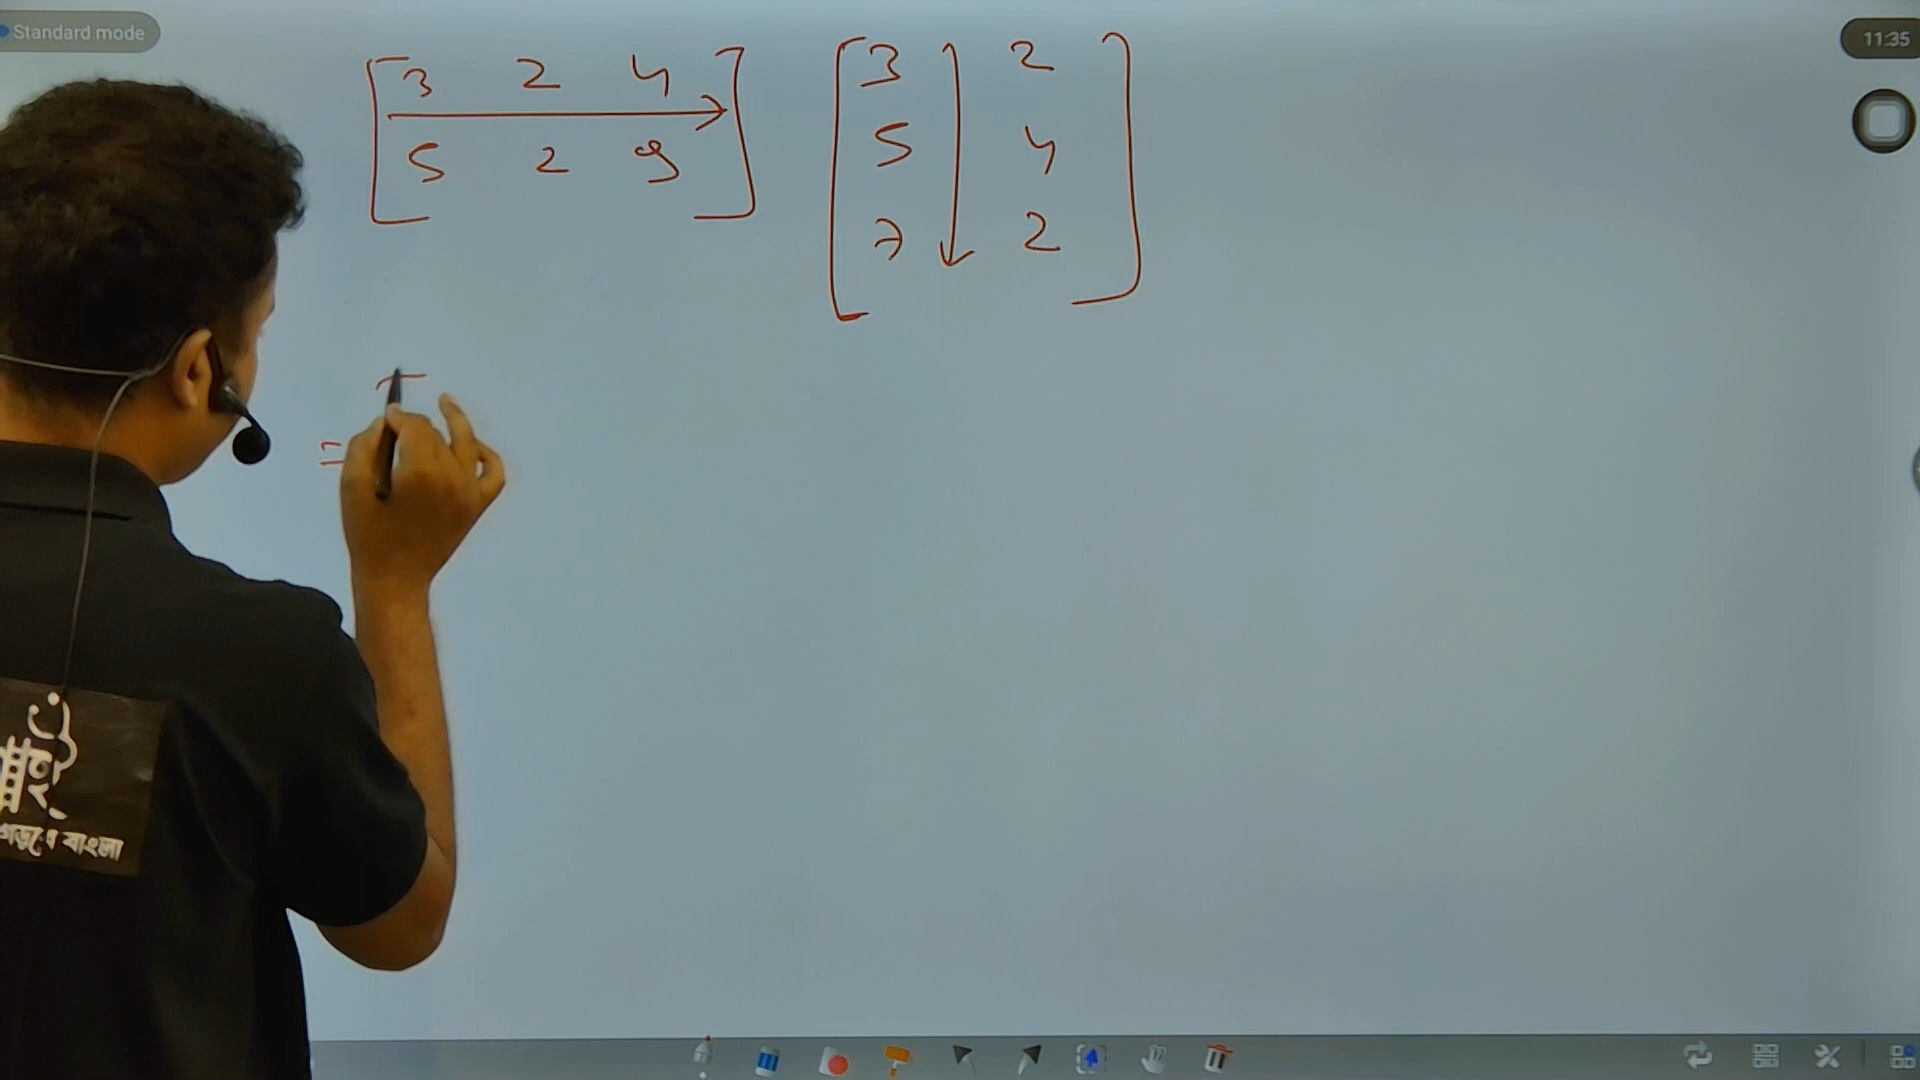 Standard mode
11:35
[3 2 4] [3 2]
[5 2 9] [5 4]
[7 2]
=
বাংলা